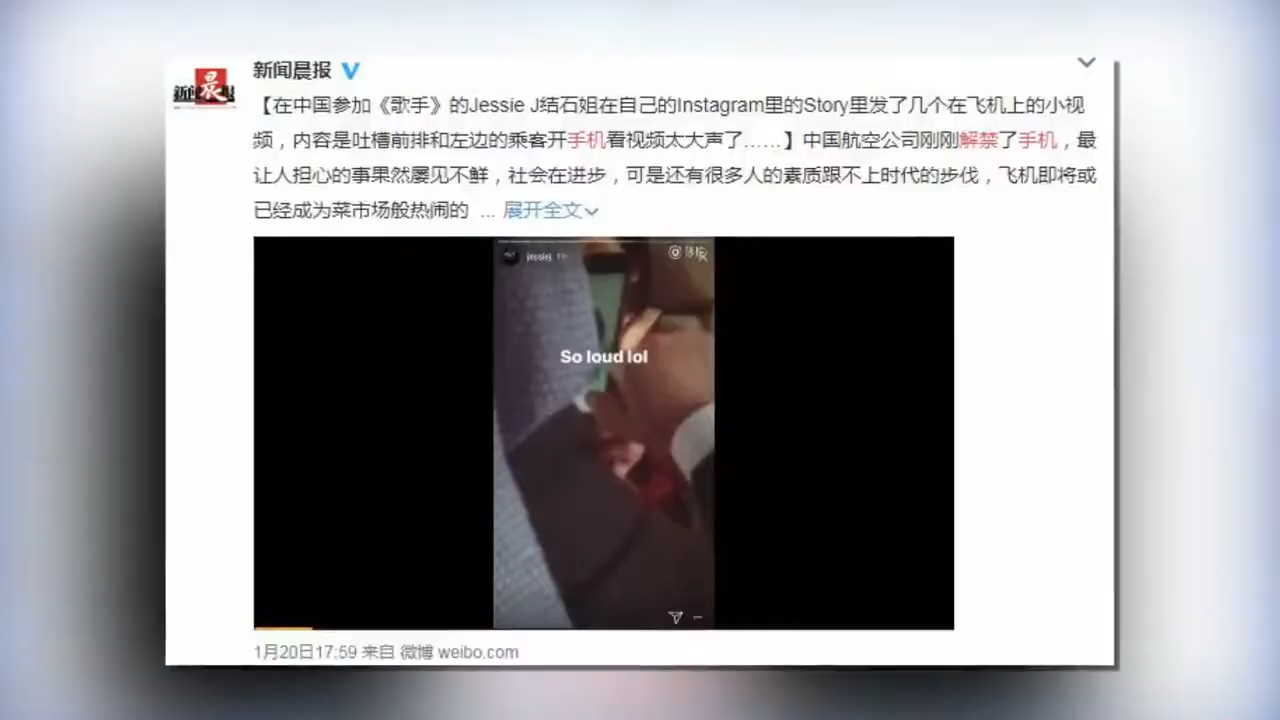 新闻晨报
【在中国参加《歌手》的Jessie J结石姐在自己的Instagram里的Story里发了几个在飞机上的小视
频，内容是吐槽前排和左边的乘客开手机看视频太大声了……】中国航空公司刚刚解禁了手机，最
让人担心的事果然屡见不鲜，社会在进步，可是还有很多人的素质跟不上时代的步伐，飞机即将或
已经成为菜市场般热闹的 ... 展开全文
jessiej
So loud lol
1月20日17:59 来自 微博 weibo.com